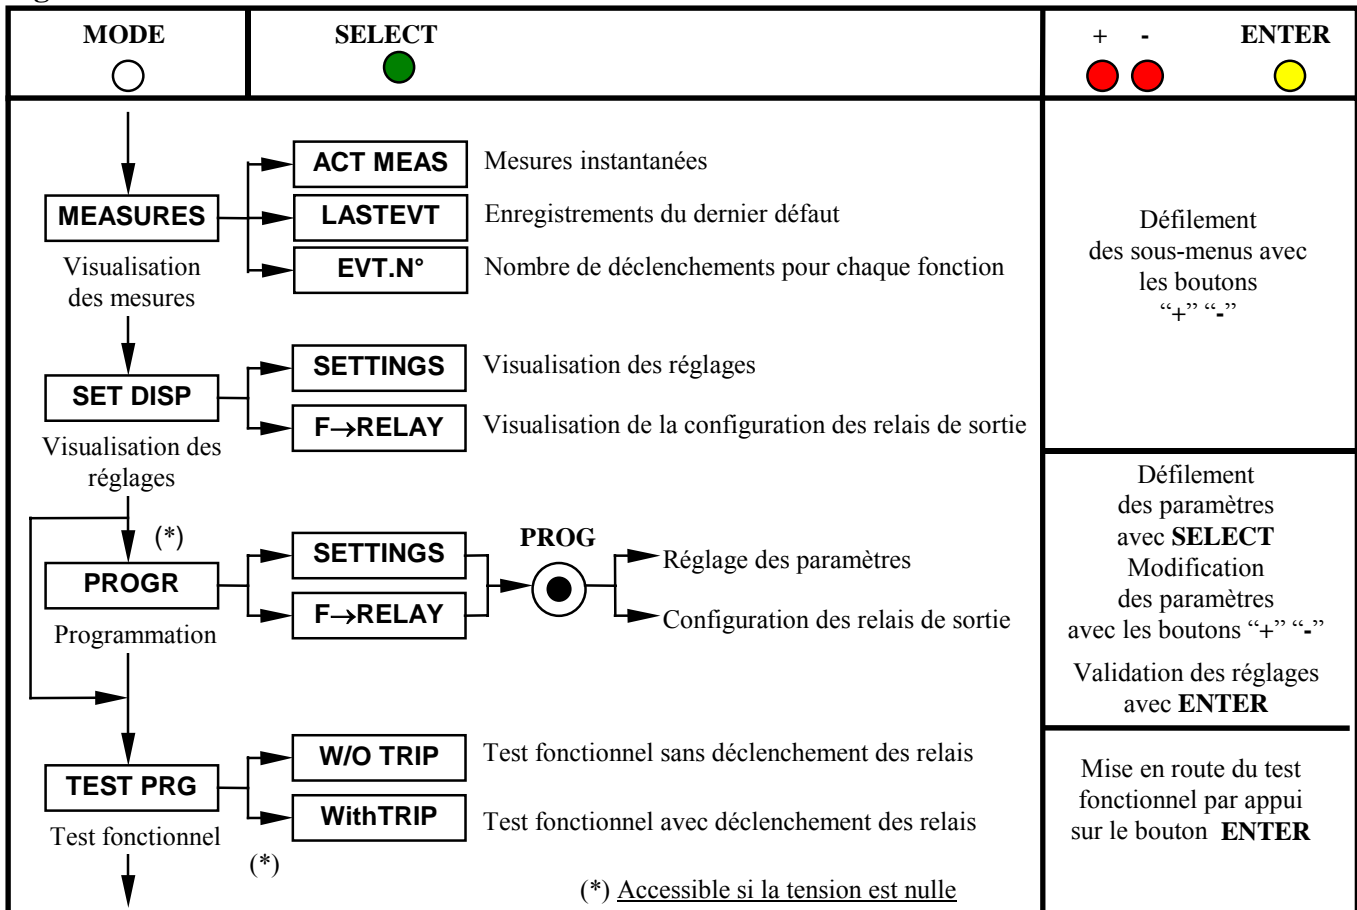 MODE
SELECT
+ -
ENTER
ACT MEAS
Mesures instantanées
MEASURES
LASTEVT
Enregistrements du dernier défaut
EVT.N°
Nombre de déclenchements pour chaque fonction
Visualisation
des mesures
Défilement
des sous-menus avec
les boutons
“+” “-”
SET DISP
SETTINGS
Visualisation des réglages
F→RELAY
Visualisation de la configuration des relais de sortie
Visualisation des
réglages
(*)
PROGR
Programmation
SETTINGS
F→RELAY
PROG
Réglage des paramètres
Configuration des relais de sortie
Défilement
des paramètres
avec SELECT
Modification
des paramètres
avec les boutons “+” “-”
Validation des réglages
avec ENTER
TEST PRG
Test fonctionnel
W/O TRIP
Test fonctionnel sans déclenchement des relais
WithTRIP
Test fonctionnel avec déclenchement des relais
(*)
(*) Accessible si la tension est nulle
Mise en route du test
fonctionnel par appui
sur le bouton ENTER